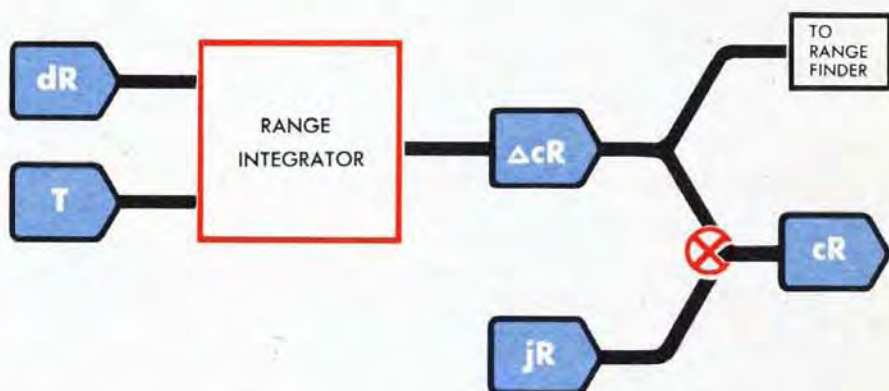 dR
T
RANGE
INTEGRATOR
ΔcR
jR
TO
RANGE
FINDER
cR